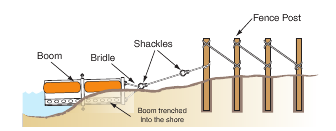 Fence Post
Shackles
Boom
Bridle
Boom trenched
Into the shore